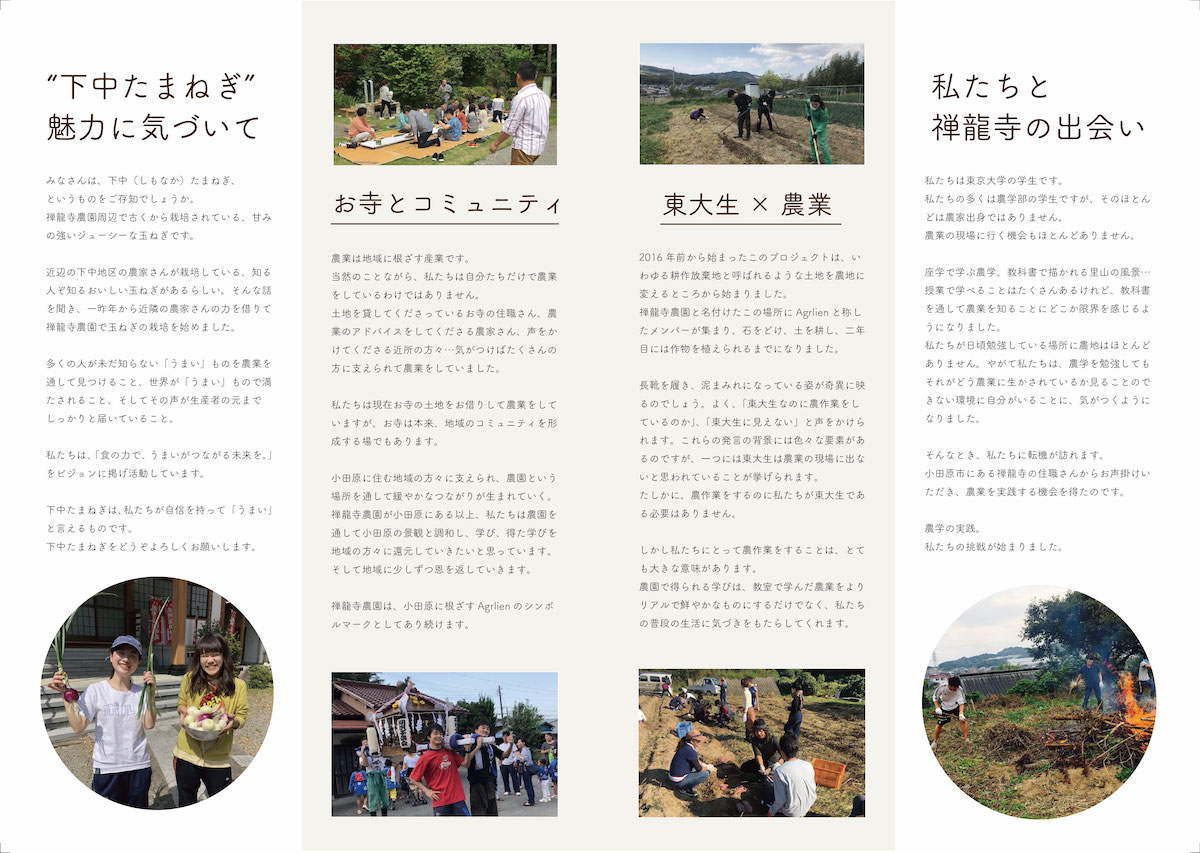 “下中たまねぎ”
魅力に気づいて
みなさんは、下中（しもなか）たまねぎ、
というものをご存知でしょうか。
禅龍寺農園周辺で古くから栽培されている、甘み
の強いジューシーな玉ねぎです。
近辺の下中地区の農家さんが栽培している、知る
人ぞ知るおいしい玉ねぎがあるらしい。そんな話
を聞き、一昨年から近隣の農家さんの力を借りて
禅龍寺農園で玉ねぎの栽培を始めました。
多くの人が未だ知らない「うまい」ものを農業を
通して見つけること、世界が「うまい」もので満
たされること、そしてその声が生産者の元まで
しっかりと届いていること。
私たちは、「食の力で、うまいがつながる未来を。」
をビジョンに掲げ活動しています。
下中たまねぎは、私たちが自信を持って「うまい」
と言えるものです。
下中たまねぎをどうぞよろしくお願いします。
お寺とコミュニティ
農業は地域に根ざす産業です。
当然のことながら、私たちは自分たちだけで農業
をしているわけではありません。
土地を貸してくださっているお寺の住職さん、農
業のアドバイスをしてくださる農家さん、声をか
けてくださる近所の方々…気がつけばたくさんの
方に支えられて農業をしていました。
私たちは現在お寺の土地をお借りして農業をして
いますが、お寺は本来、地域のコミュニティを形
成する場でもあります。
小田原に住む地域の方々に支えられ、農園という
場所を通して緩やかなつながりが生まれていく。
禅龍寺農園が小田原にある以上、私たちは農園を
通して小田原の景観と調和し、学び、得た学びを
地域の方々に還元していきたいと思っています。
そして地域に少しずつ恩を返していきます。
禅龍寺農園は、小田原に根ざす Agrlien のシンボ
ルマークとしてあり続けます。
東大生 × 農業
2016 年前から始まったこのプロジェクトは、い
わゆる耕作放棄地と呼ばれるような土地を農地に
変えるところから始まりました。
禅龍寺農園と名付けたこの場所に Agrlien と称し
たメンバーが集まり、石をどけ、土を耕し、二年
目には作物を植えられるまでになりました。
長靴を履き、泥まみれになっている姿が奇異に映
るのでしょう。よく、「東大生なのに農作業をし
ているのか」、「東大生に見えない」と声をかけら
れます。これらの発言の背景には色々な要素があ
るのですが、一つには東大生は農業の現場に出な
いと思われていることが挙げられます。
たしかに、農作業をするのに私たちが東大生であ
る必要はありません。
しかし私たちにとって農作業をすることは、とて
も大きな意味があります。
農園で得られる学びは、教室で学んだ農業をより
リアルで鮮やかなものにするだけでなく、私たち
の普段の生活に気づきをもたらしてくれます。
私たちと
禅龍寺の出会い
私たちは東京大学の学生です。
私たちの多くは農学部の学生ですが、そのほとん
どは農家出身ではありません。
農業の現場に行く機会もほとんどありません。
座学で学ぶ農学、教科書で描かれる里山の風景…
授業で学べることはたくさんあるけれど、教科書
を通して農業を知ることにどこか限界を感じるよ
うになりました。
私たちが日頃勉強している場所に農地はほとんど
ありません。やがて私たちは、農学を勉強しても
それがどう農業に生かされているか見ることので
きない環境に自分がいることに、気がつくように
なりました。
そんなとき、私たちに転機が訪れます。
小田原市にある禅龍寺の住職さんからお声掛けい
ただき、農業を実践する機会を得たのです。
農学の実践。
私たちの挑戦が始まりました。